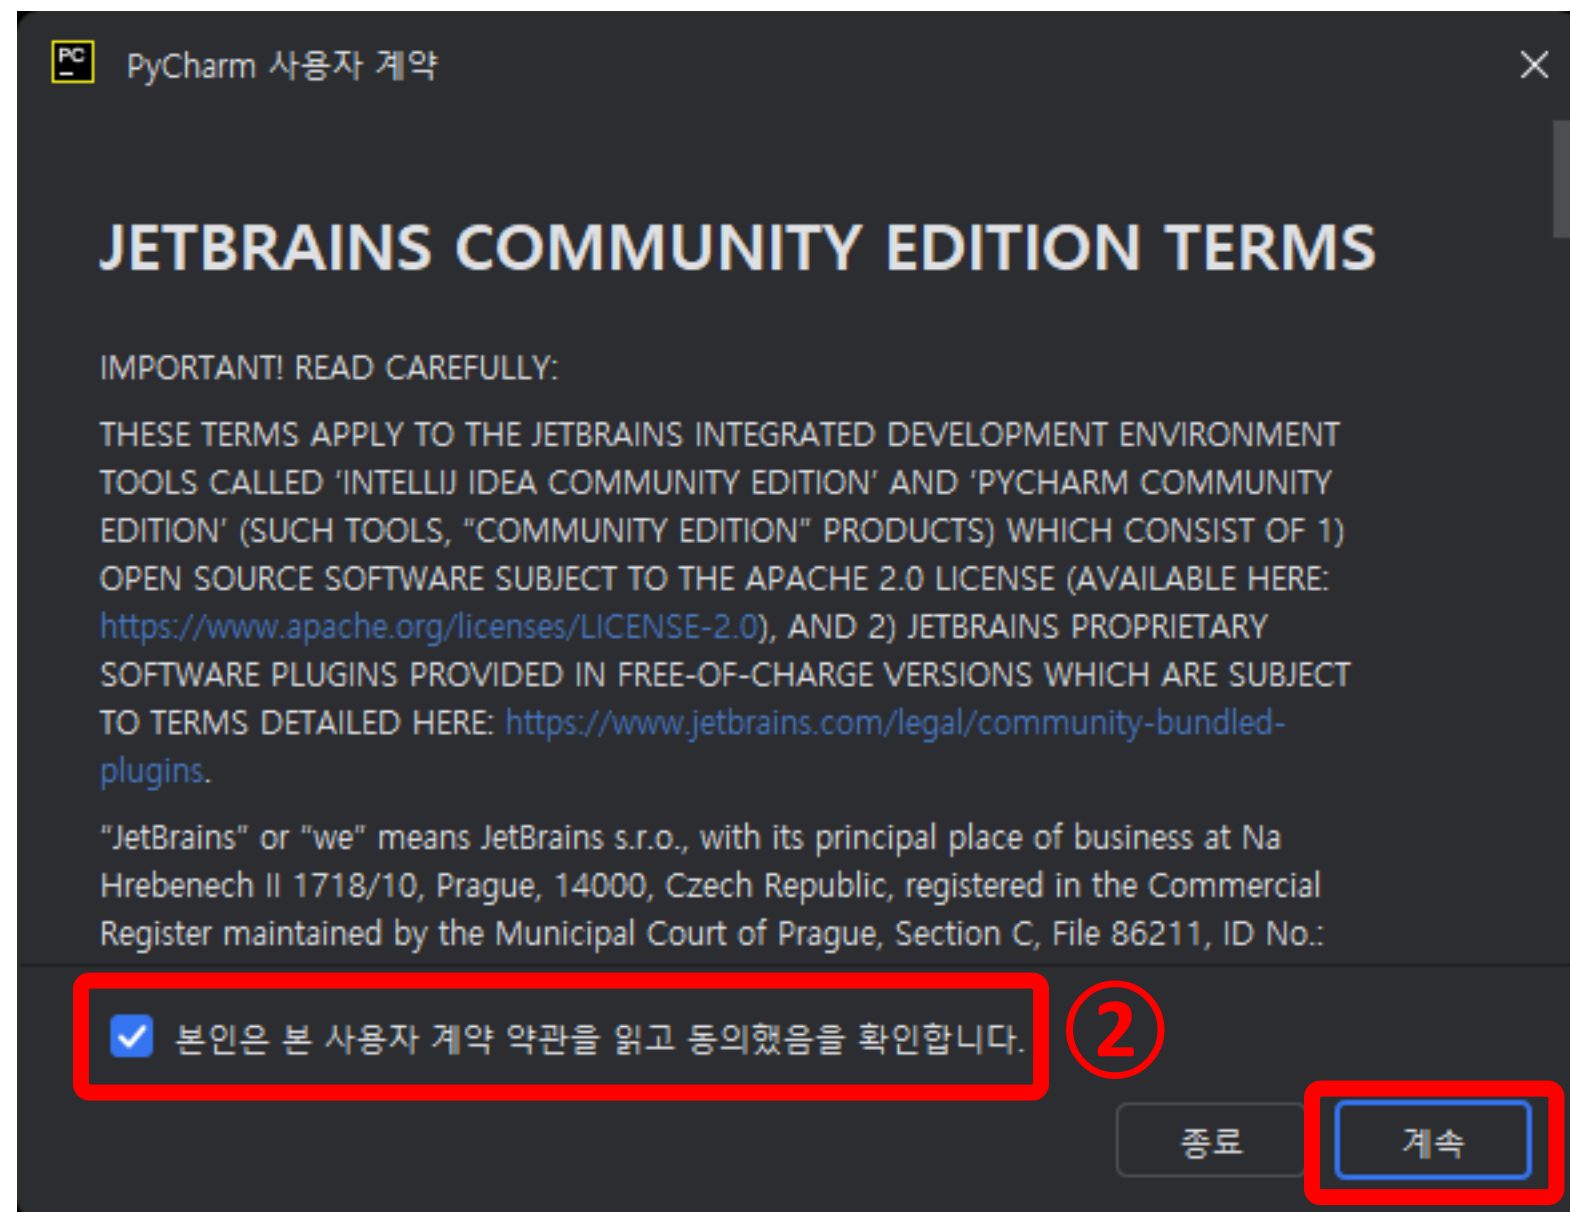 PC
PyCharm 사용자 계약
JETBRAINS COMMUNITY EDITION TERMS
IMPORTANT! READ CAREFULLY:
THESE TERMS APPLY TO THE JETBRAINS INTEGRATED DEVELOPMENT ENVIRONMENT
TOOLS CALLED ‘INTELLIJ IDEA COMMUNITY EDITION’ AND ‘PYCHARM COMMUNITY
EDITION’ (SUCH TOOLS, “COMMUNITY EDITION” PRODUCTS) WHICH CONSIST OF 1)
OPEN SOURCE SOFTWARE SUBJECT TO THE APACHE 2.0 LICENSE (AVAILABLE HERE:
https://www.apache.org/licenses/LICENSE-2.0), AND 2) JETBRAINS PROPRIETARY
SOFTWARE PLUGINS PROVIDED IN FREE-OF-CHARGE VERSIONS WHICH ARE SUBJECT
TO TERMS DETAILED HERE: https://www.jetbrains.com/legal/community-bundled-
plugins.
“JetBrains” or “we” means JetBrains s.r.o., with its principal place of business at Na
Hrebenech II 1718/10, Prague, 14000, Czech Republic, registered in the Commercial
Register maintained by the Municipal Court of Prague, Section C, File 86211, ID No.:
본인은 본 사용자 계약 약관을 읽고 동의했음을 확인합니다.
②
종료
계속